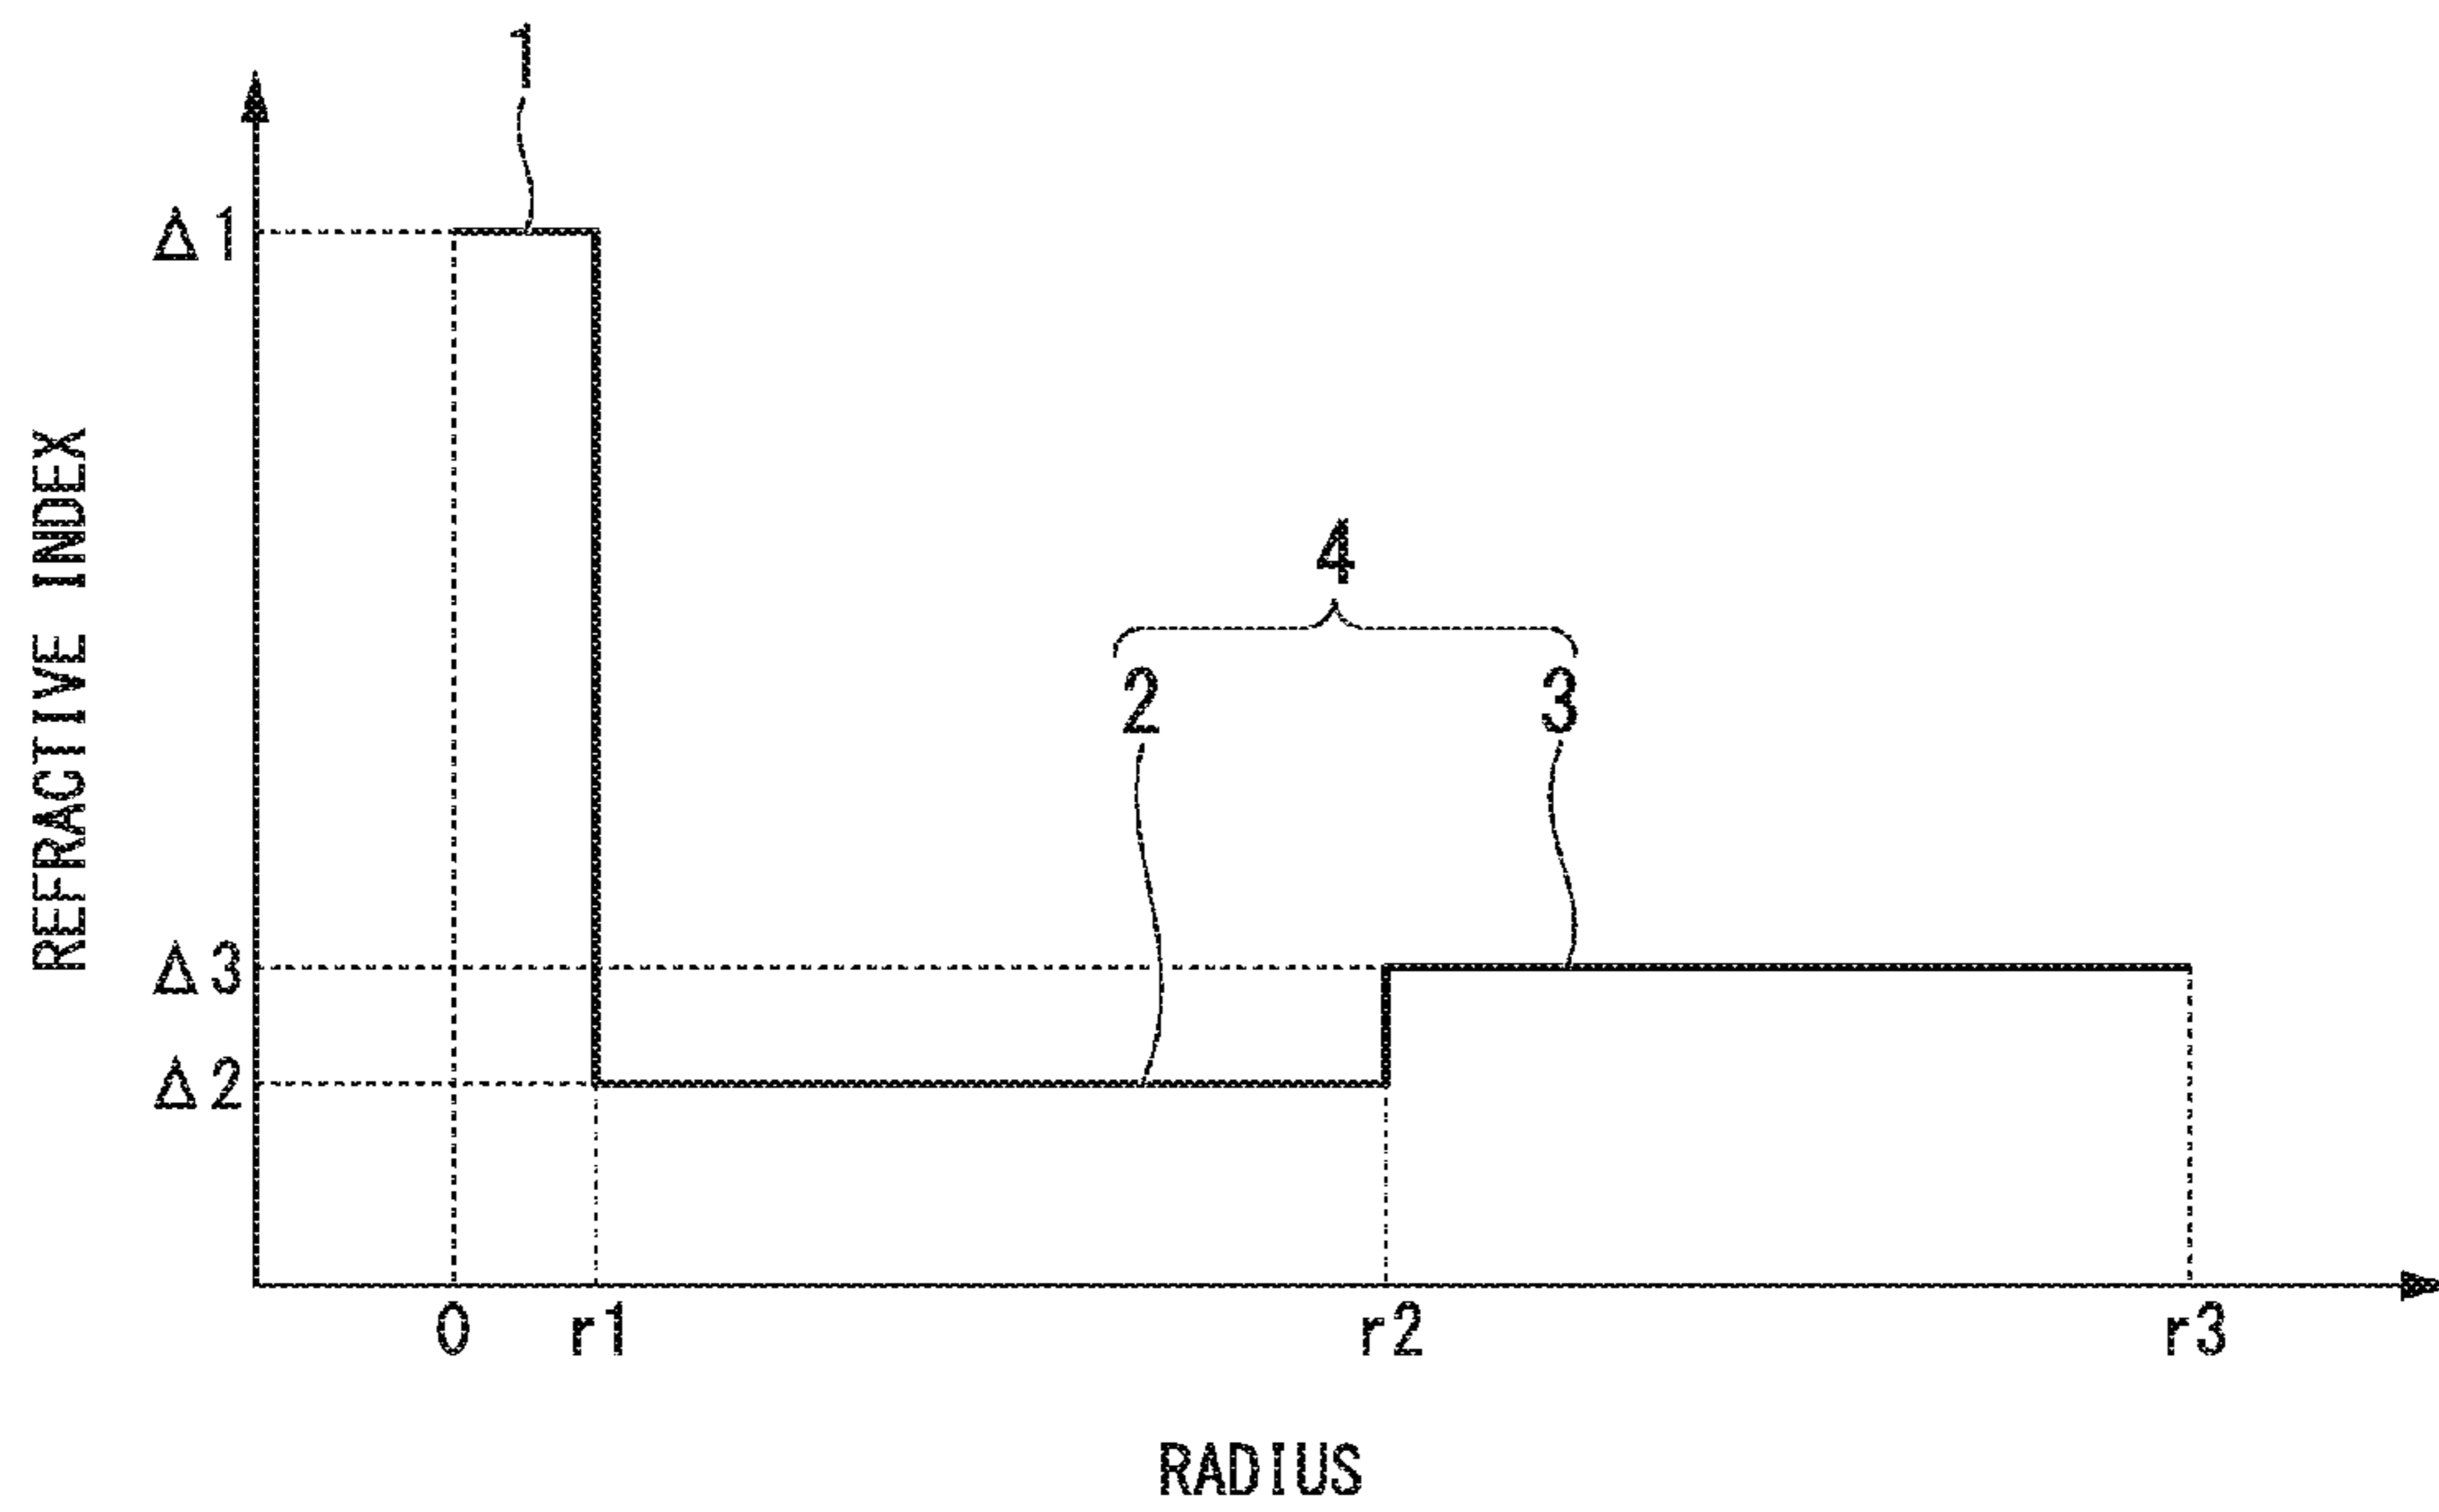 1
Δ1
REFRACTIVE INDEX
4
2 3
Δ3
Δ2
0 r1 r2 r3
RADIUS